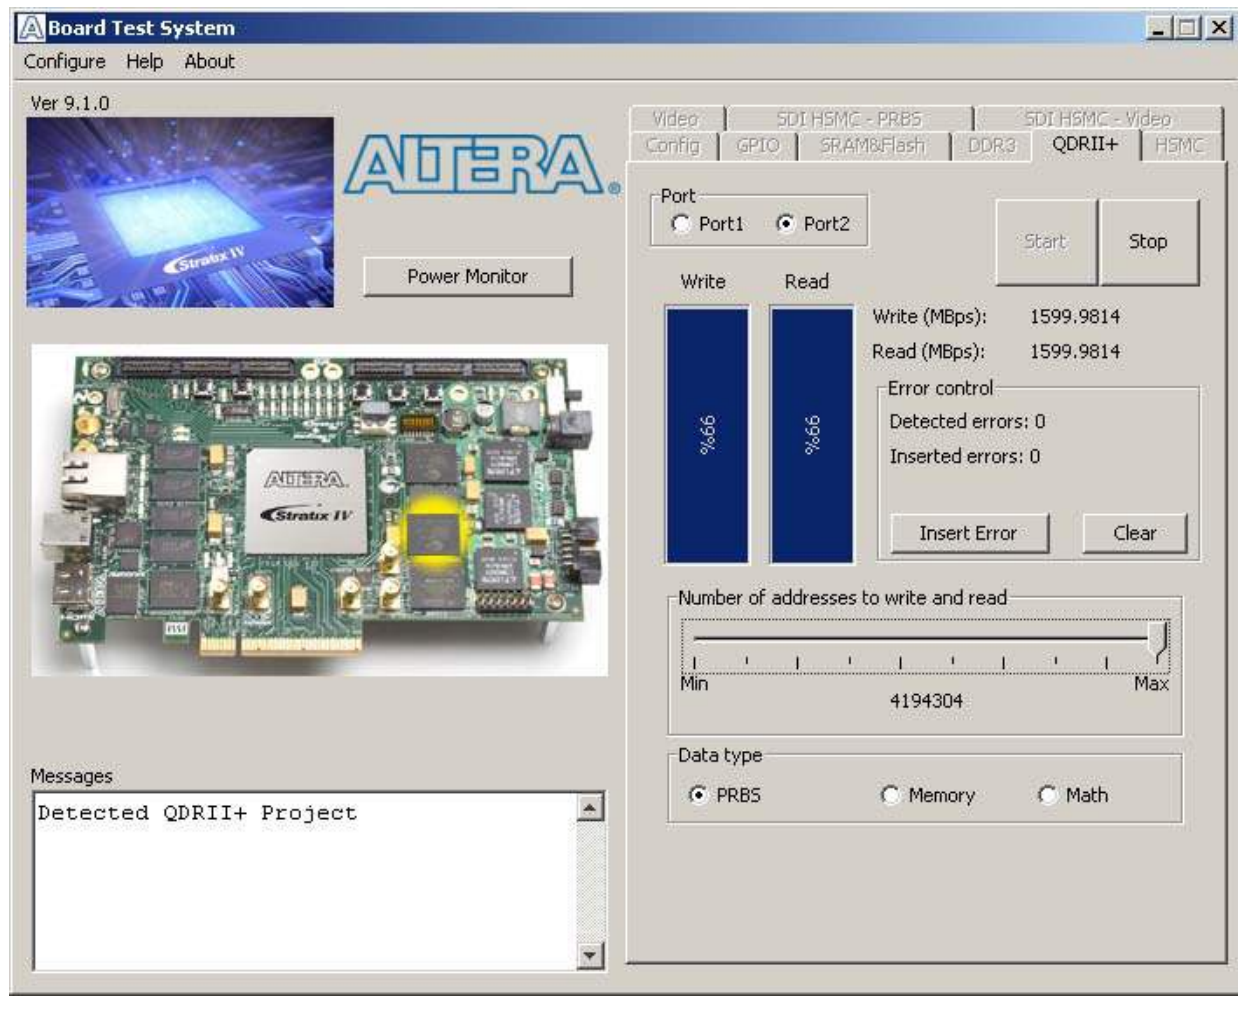 Board Test System
Configure Help About
Ver 9.1.0
Stratix IV
ALTERA®
Power Monitor
ALTERA
Stratix IV
Messages
Detected QDRII+ Project
Video SDI HSMC - PRBS SDI HSMC - Video
Config GPIO SRAM&Flash DDR3 QDRII+ HSMC
Port
Port1 Port2
Start Stop
Write Read
99% 99%
Write (MBps): 1599.9814
Read (MBps): 1599.9814
Error control
Detected errors: 0
Inserted errors: 0
Insert Error Clear
Number of addresses to write and read
Min Max
4194304
Data type
PRBS Memory Math